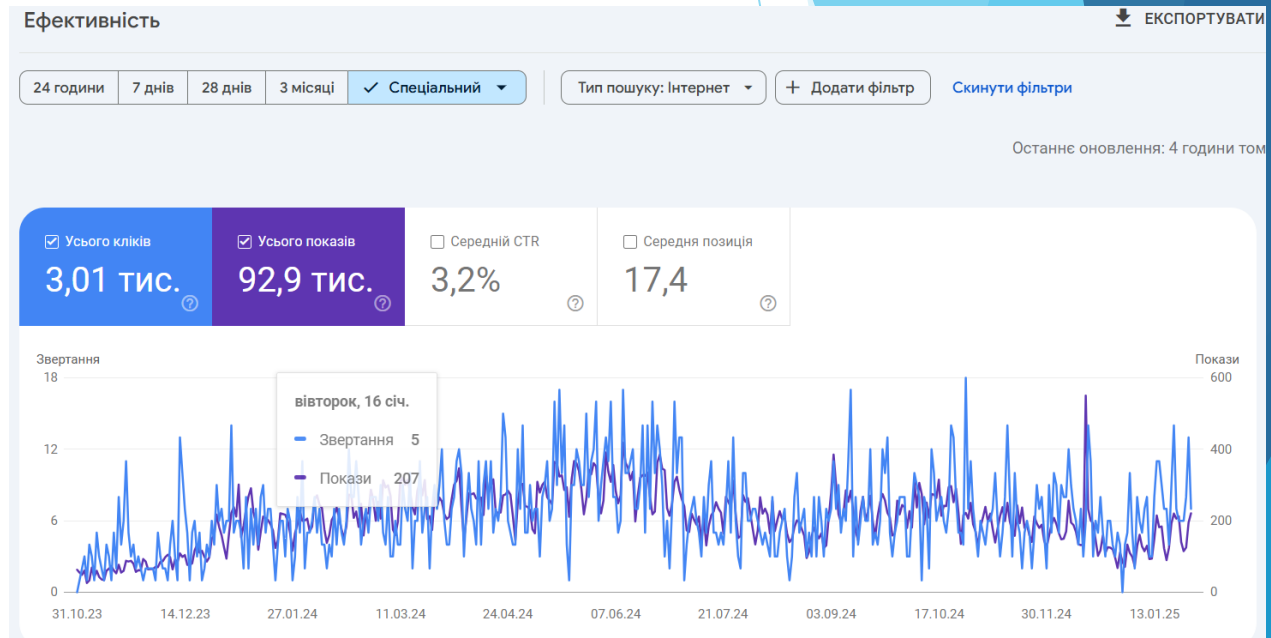 Ефективність
ЕКСПОРТУВАТИ
24 години 7 днів 28 днів 3 місяці Спеціальний Тип пошуку: Інтернет + Додати фільтр Скинути фільтри
Останнє оновлення: 4 години том
Усього кліків Усього показів Середній CTR Середня позиція
3,01 тис. 92,9 тис. 3,2% 17,4
Звертання Покази
18 600
вівторок, 16 січ.
Звертання 5
12 400
Покази 207
6 200
0 0
31.10.23 14.12.23 27.01.24 11.03.24 24.04.24 07.06.24 21.07.24 03.09.24 17.10.24 30.11.24 13.01.25